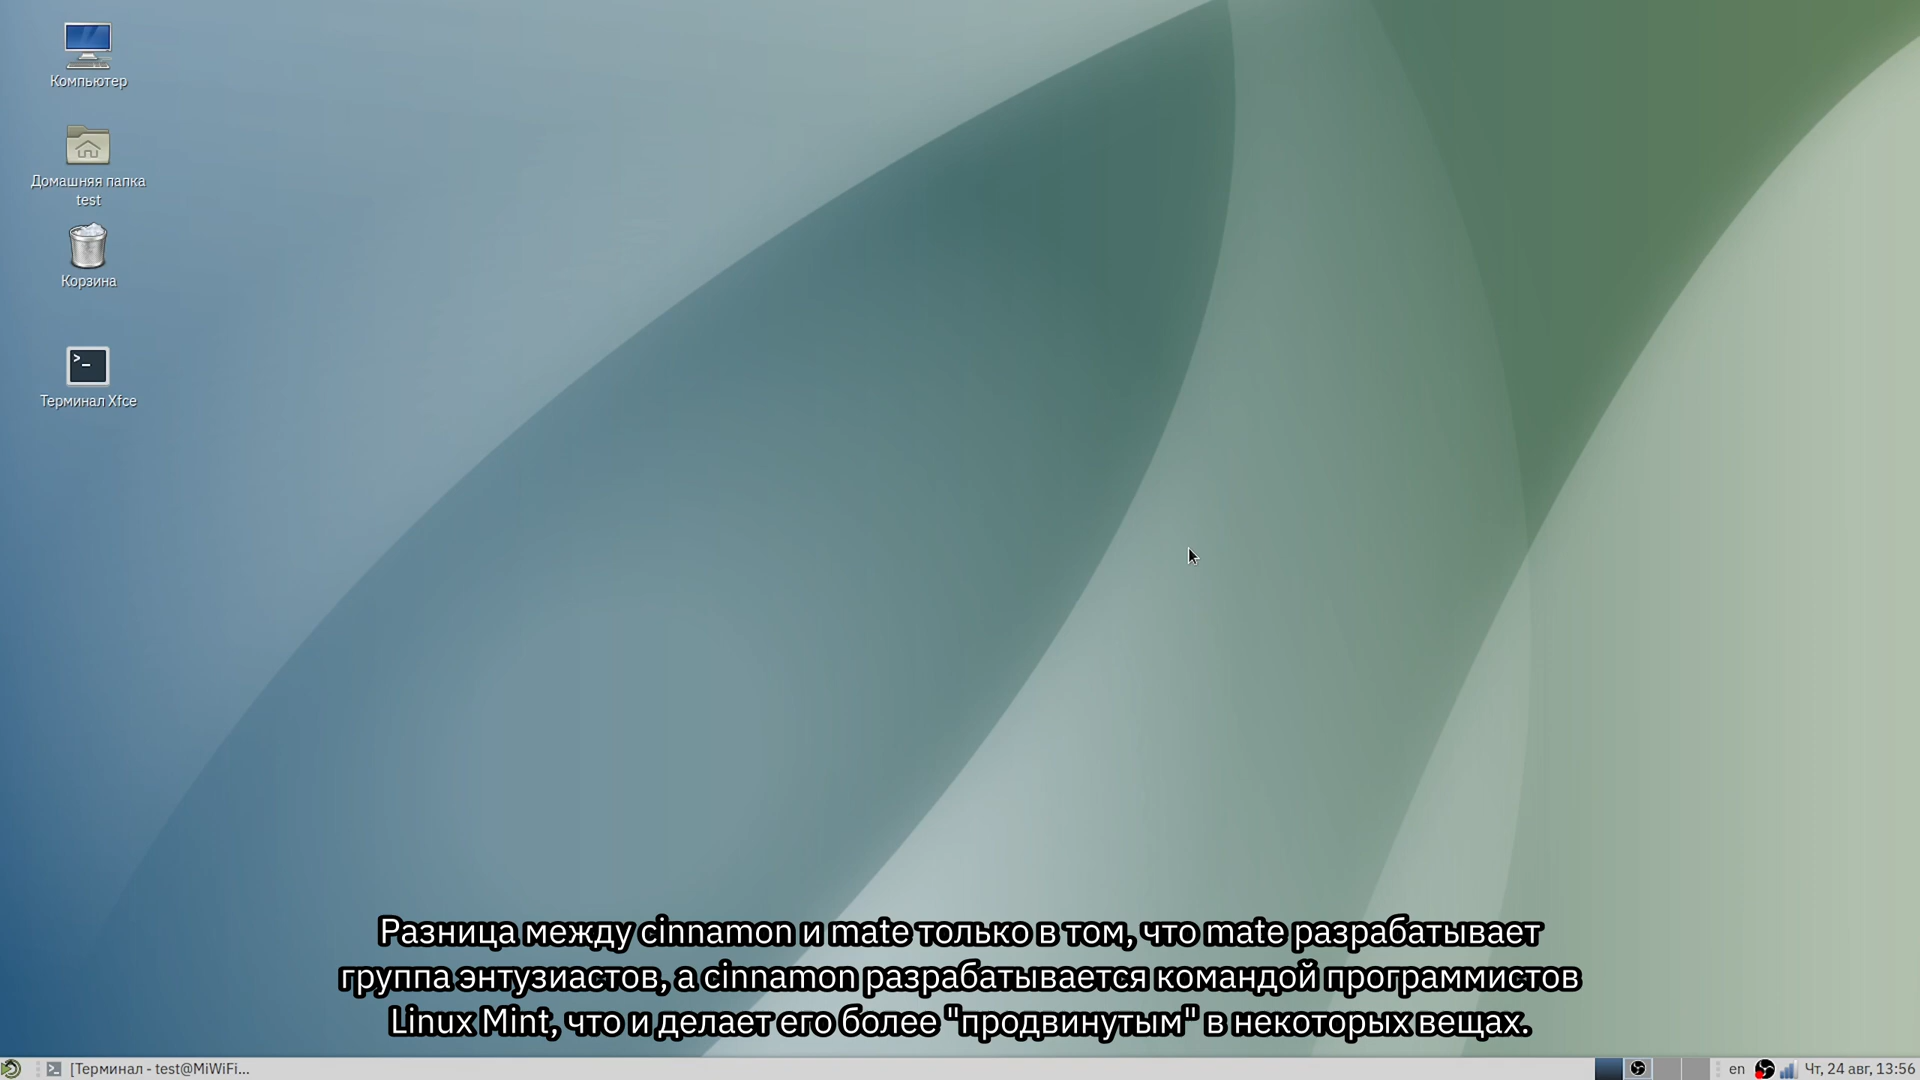 Компьютер
Домашняя папка
test
Корзина
>_
Терминал Xfce
Разница между cinnamon и mate только в том, что mate разрабатывает
группа энтузиастов, а cinnamon разрабатывается командой программистов
Linux Mint, что и делает его более "продвинутым" в некоторых вещах.
[Терминал - test@MiWiFi...
en
Чт, 24 авг, 13:56